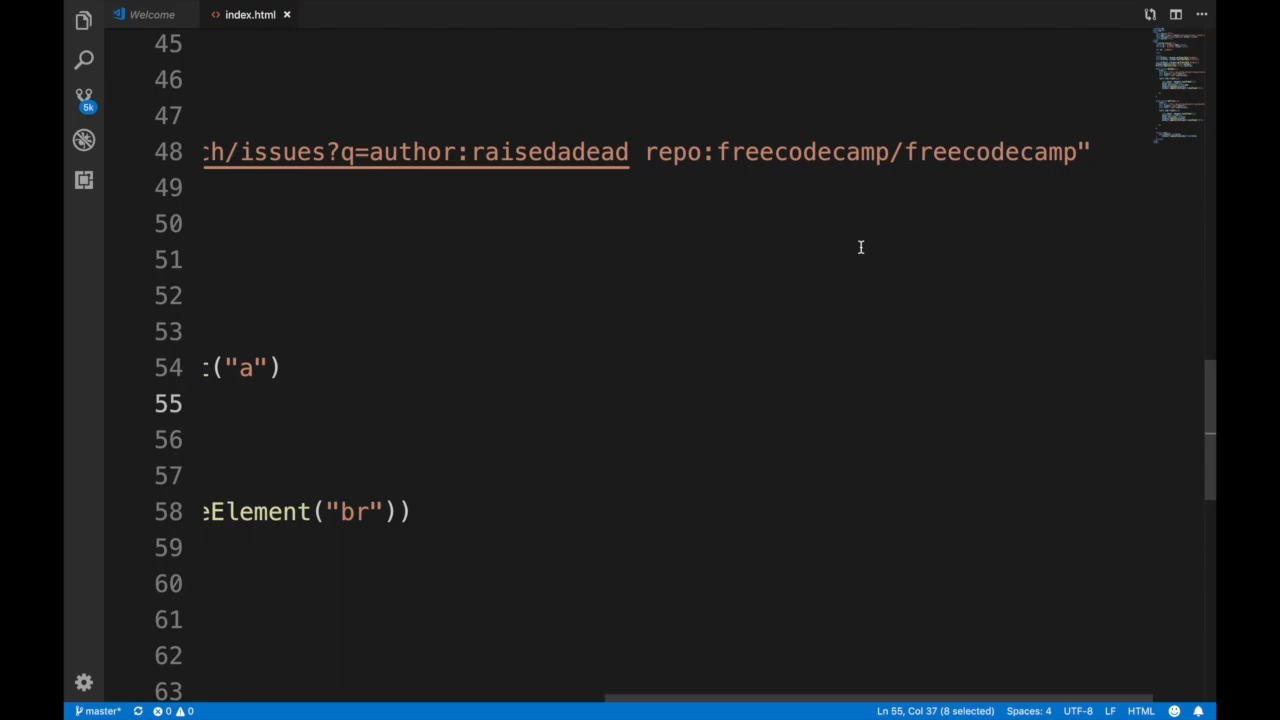 Welcome
<> index.html ×
5k
45
46
47
48 ch/issues?q=author:raisedadead repo:freecodecamp/freecodecamp"
49
50
51
52
53
54 ("a")
55
56
57
58 eElement("br"))
59
60
61
62
63
master* 0 0 Ln 55, Col 37 (8 selected) Spaces: 4 UTF-8 LF HTML